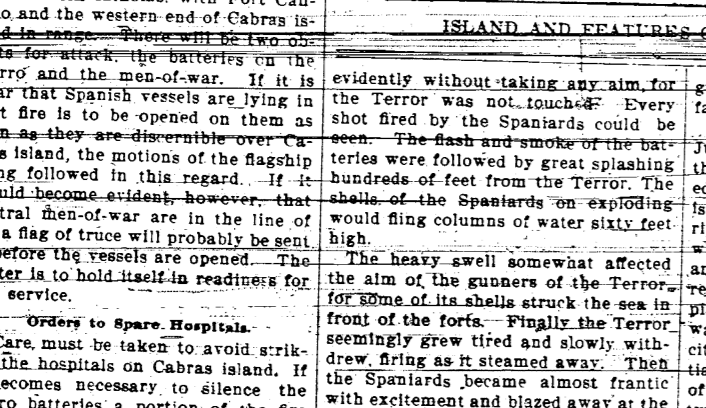 o and the western end of Cabras is-
d in range. There will be two ob-
ts for attack, the batteries on the
rro and the men-of-war. If it is
ar that Spanish vessels are lying in
t fire is to be opened on them as
n as they are discernible over Ca-
s island, the motions of the flagship
ng followed in this regard. If it
uld become evident, however, that
tral men-of-war are in the line of
a flag of truce will probably be sent
before the vessels are opened. The
ter is to hold itself in readiness for
service.
Orders to Spare Hospitals.
Care must be taken to avoid strik-
the hospitals on Cabras island. If
ecomes necessary to silence the
ro batteries a portion of the
ISLAND AND FEATURES
evidently without taking any aim, for
the Terror was not touched. Every
shot fired by the Spaniards could be
seen. The flash and smoke of the bat-
teries were followed by great splashing
hundreds of feet from the Terror. The
shells of the Spaniards on exploding
would fling columns of water sixty feet
high.
The heavy swell somewhat affected
the aim of the gunners of the Terror,
for some of its shells struck the sea in
front of the forts. Finally the Terror
seemingly grew tired and slowly with-
drew, firing as it steamed away. Then
the Spaniards became almost frantic
with excitement and blazed away at the